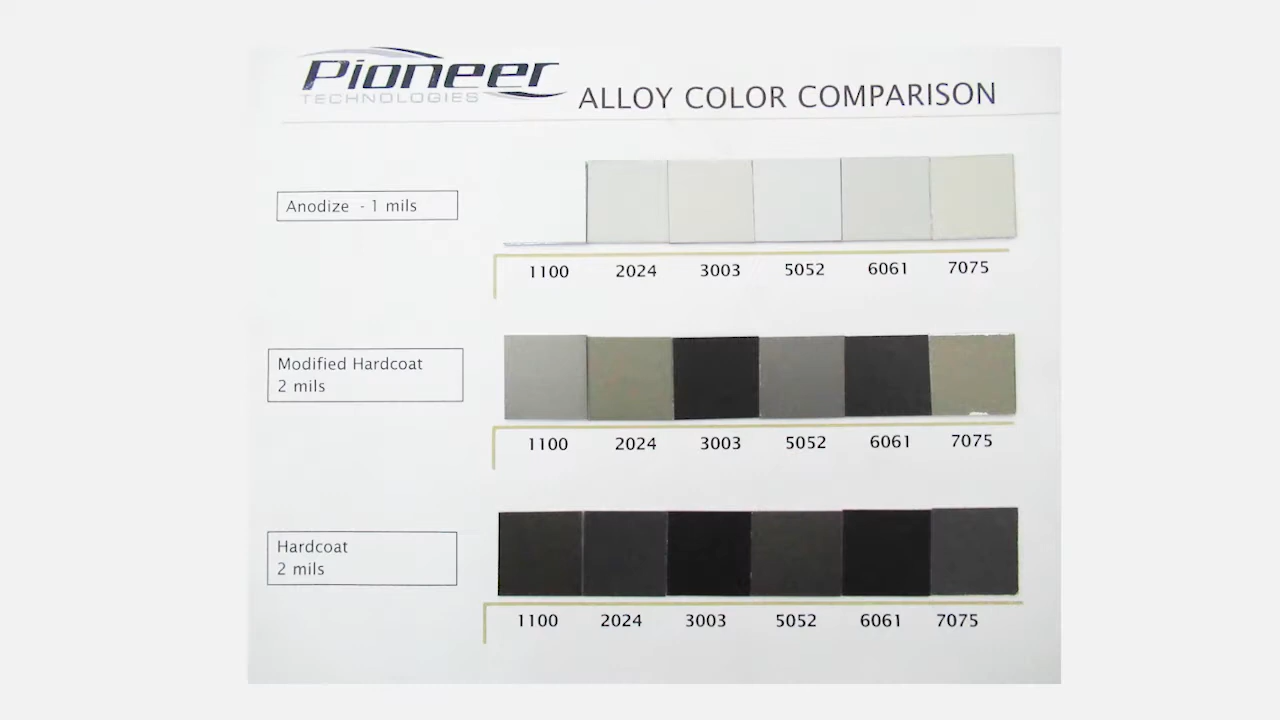 Pioneer
TECHNOLOGIES
ALLOY COLOR COMPARISON
Anodize - 1 mils
1100 2024 3003 5052 6061 7075
Modified Hardcoat
2 mils
1100 2024 3003 5052 6061 7075
Hardcoat
2 mils
1100 2024 3003 5052 6061 7075